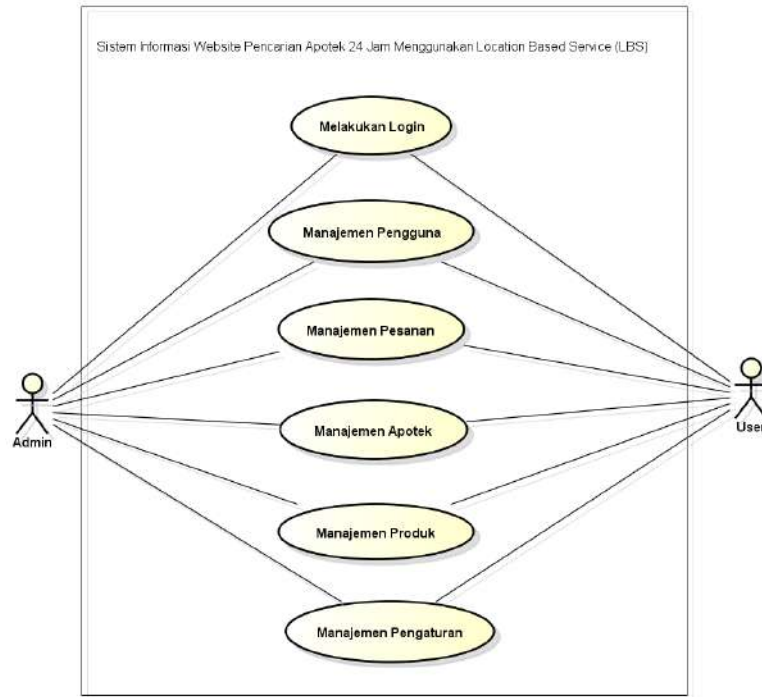 Sistem Informasi Website Pencarian Apotek 24 Jam Menggunakan Location Based Service (LBS)
Melakukan Login
Manajemen Pengguna
Manajemen Pesanan
Manajemen Apotek
Manajemen Produk
Manajemen Pengaturan
Admin
User